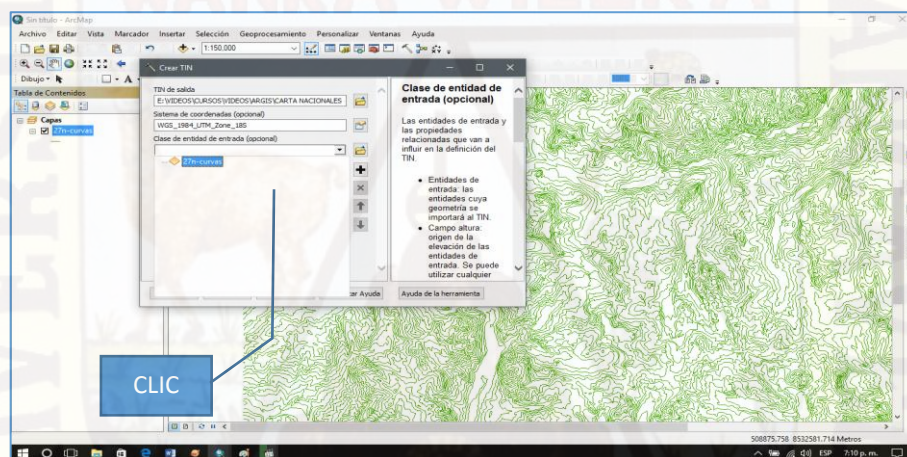 Sin título - ArcMap
Archivo Editar Vista Marcador Insertar Selección Geoprocesamiento Personalizar Ventanas Ayuda
1:150,000
Dibujo
Tabla de Contenidos
Capas
27n-curvas
Crear TIN
TIN de salida
E:\VIDEOS\CURSOS\VIDEOS\ARGIS\CARTA NACIONALES
Sistema de coordenadas (opcional)
WGS_1984_UTM_Zone_18S
Clase de entidad de entrada (opcional)
27n-curvas
Clase de entidad de
entrada (opcional)
Las entidades de entrada y
las propiedades
relacionadas que van a
influir en la definición del
TIN.
• Entidades de
entrada: las
entidades cuya
geometría se
importará al TIN.
• Campo altura:
origen de la
elevación de las
entidades de
entrada. Se puede
utilizar cualquier
Ayuda
Ayuda de la herramienta
CLIC
508875.758 8532581.714 Metros
ESP 7:10 p. m.